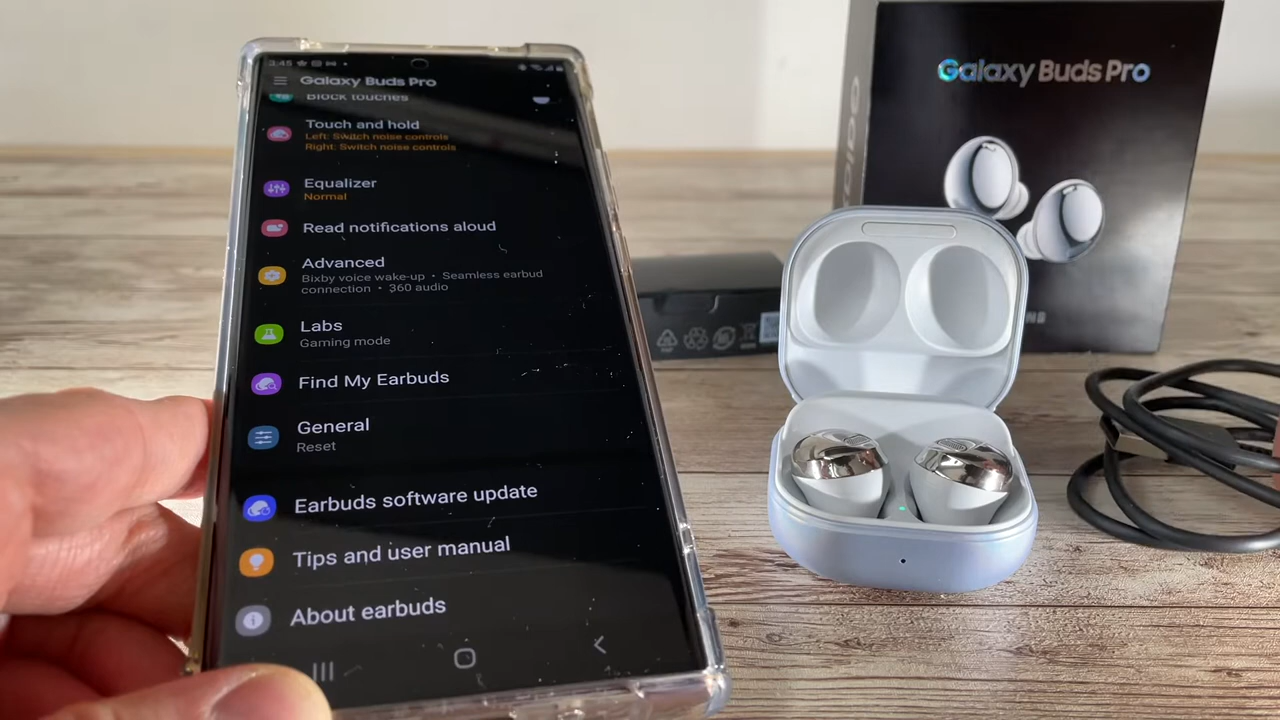 3:45
Galaxy Buds Pro
Block touches
Touch and hold
Left: Switch noise controls
Right: Switch noise controls
Equalizer
Normal
Read notifications aloud
Advanced
Bixby voice wake-up • Seamless earbud
connection • 360 audio
Labs
Gaming mode
Find My Earbuds
General
Reset
Earbuds software update
Tips and user manual
About earbuds
Galaxy Buds Pro